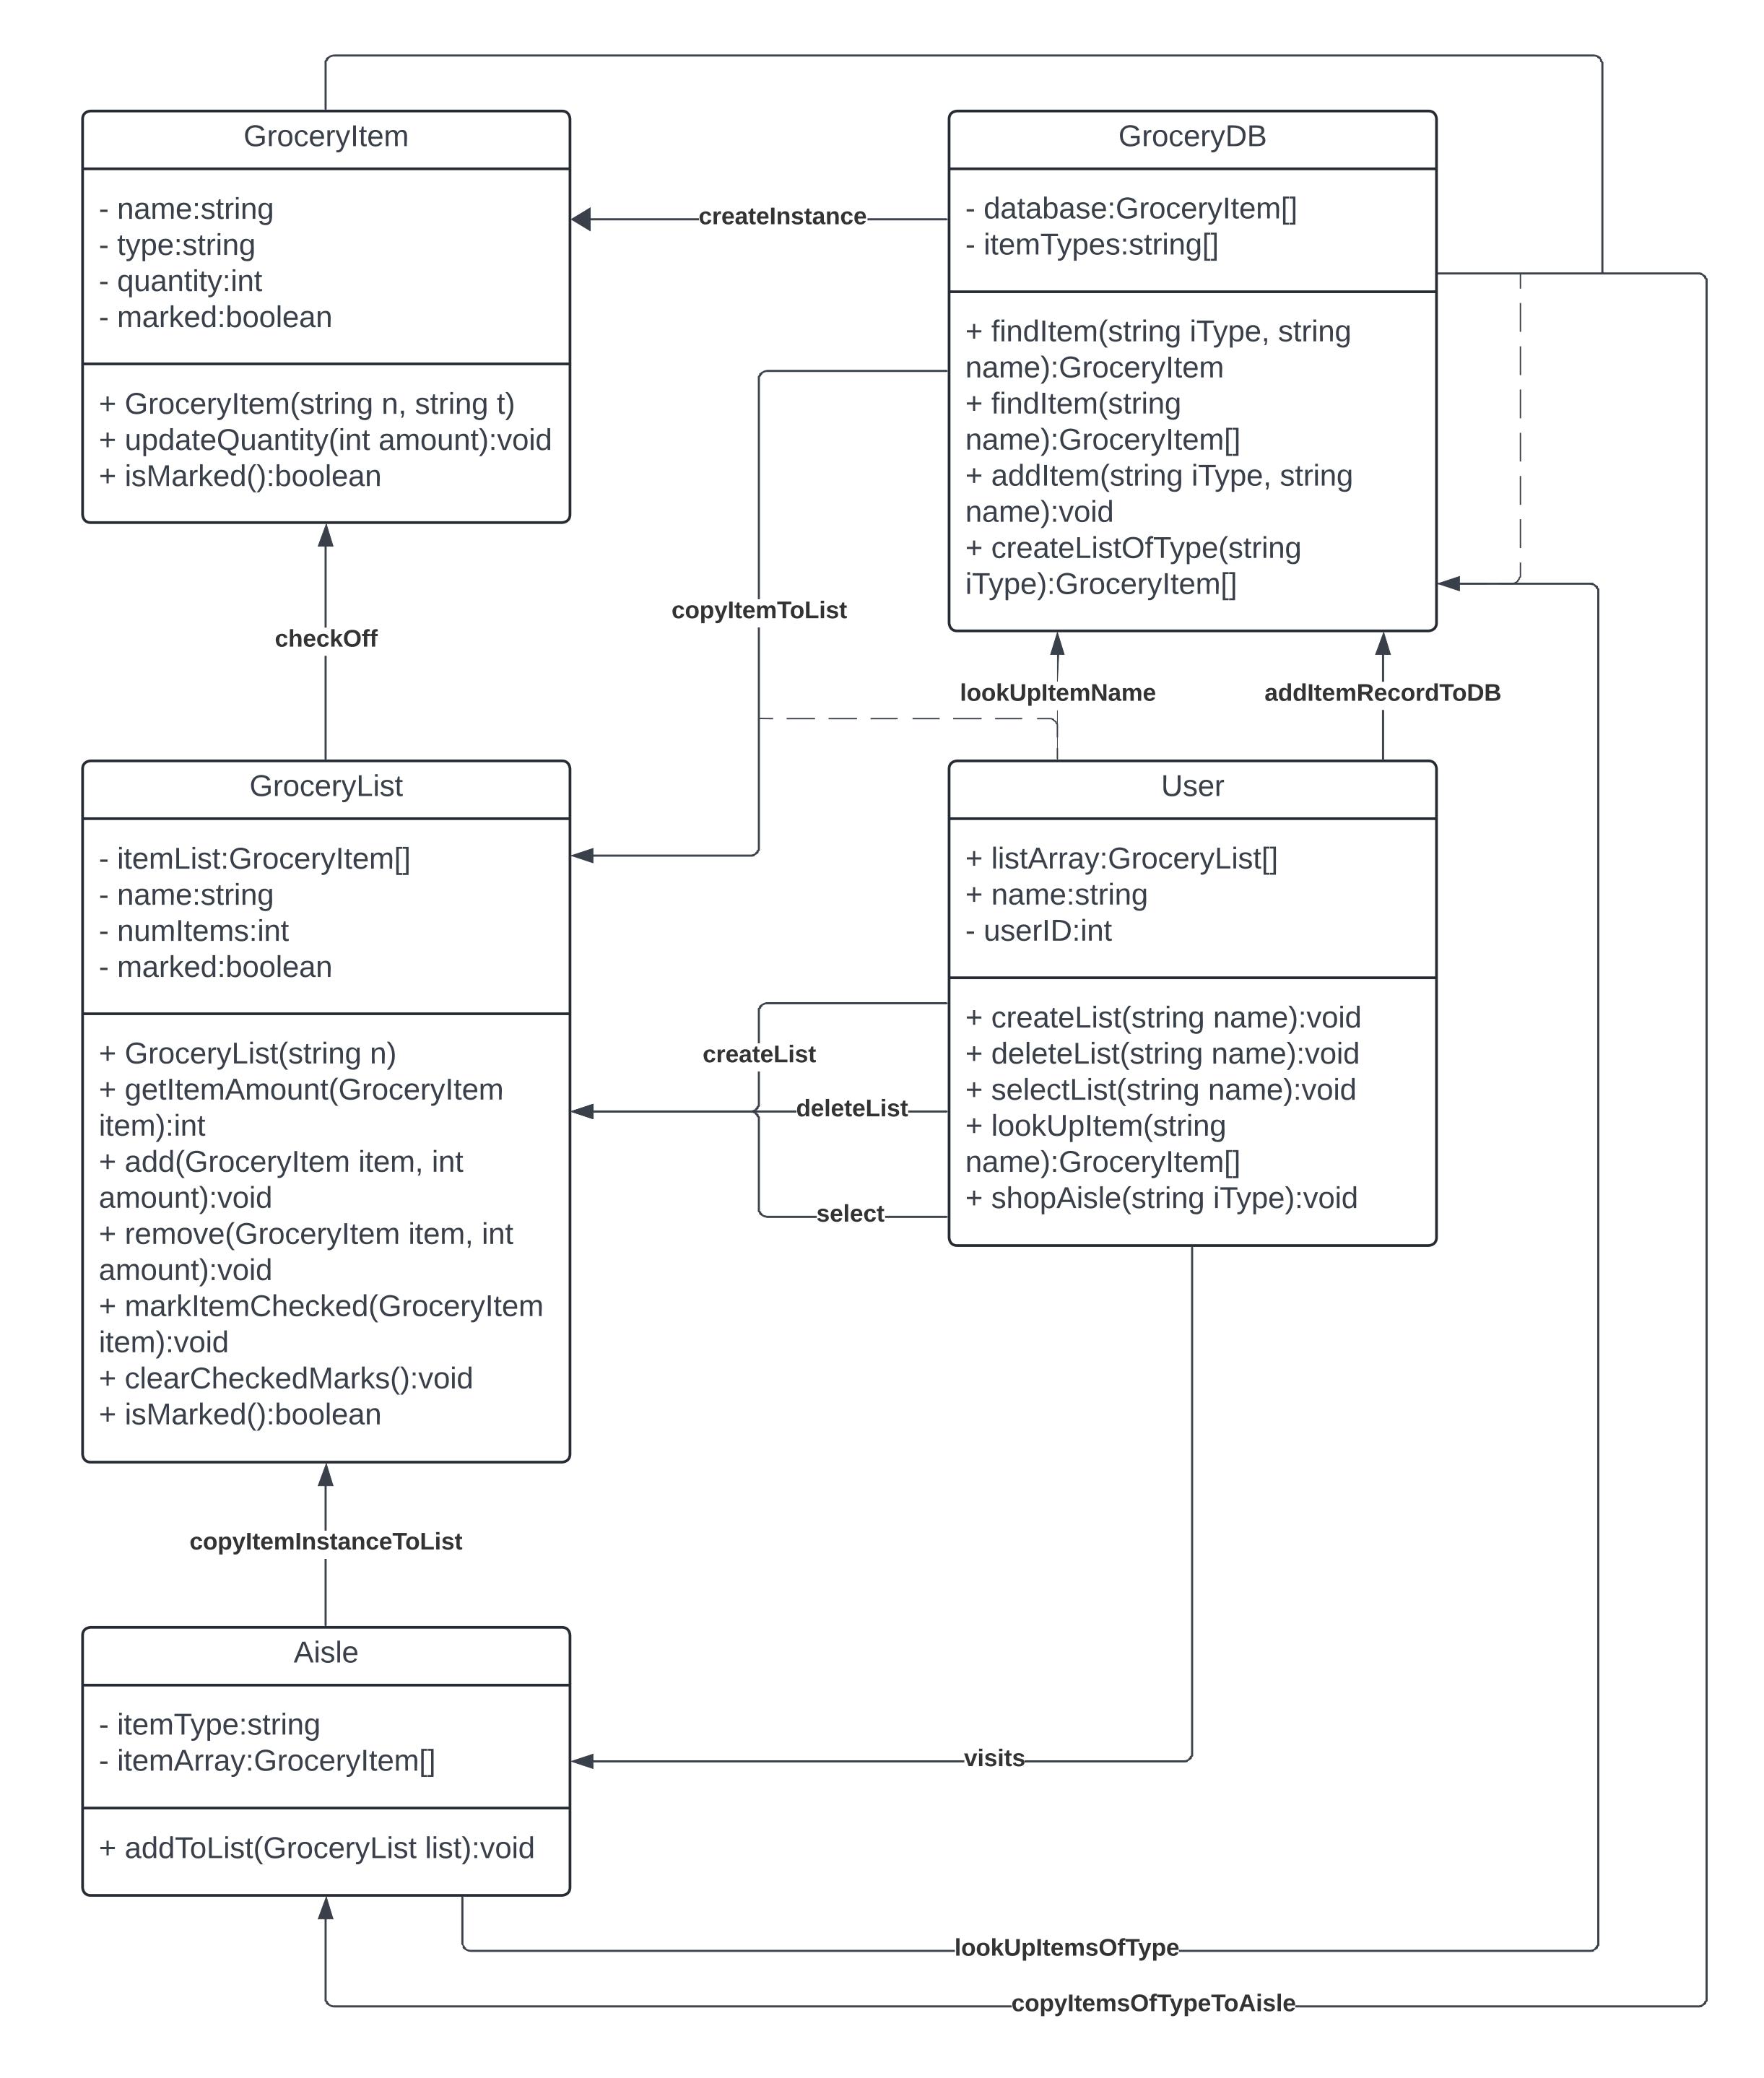 GroceryItem
- name:string
- type:string
- quantity:int
- marked:boolean
+ GroceryItem(string n, string t)
+ updateQuantity(int amount):void
+ isMarked():boolean
createInstance
GroceryDB
- database:GroceryItem[]
- itemTypes:string[]
+ findItem(string iType, string
name):GroceryItem
+ findItem(string
name):GroceryItem[]
+ addItem(string iType, string
name):void
+ createListOfType(string
iType):GroceryItem[]
checkOff
copyItemToList
lookUpItemName
addItemRecordToDB
GroceryList
- itemList:GroceryItem[]
- name:string
- numItems:int
- marked:boolean
+ GroceryList(string n)
+ getItemAmount(GroceryItem
item):int
+ add(GroceryItem item, int
amount):void
+ remove(GroceryItem item, int
amount):void
+ markItemChecked(GroceryItem
item):void
+ clearCheckedMarks():void
+ isMarked():boolean
createList
deleteList
select
User
+ listArray:GroceryList[]
+ name:string
- userID:int
+ createList(string name):void
+ deleteList(string name):void
+ selectList(string name):void
+ lookUpItem(string
name):GroceryItem[]
+ shopAisle(string iType):void
copyItemInstanceToList
Aisle
- itemType:string
- itemArray:GroceryItem[]
+ addToList(GroceryList list):void
visits
lookUpItemsOfType
copyItemsOfTypeToAisle